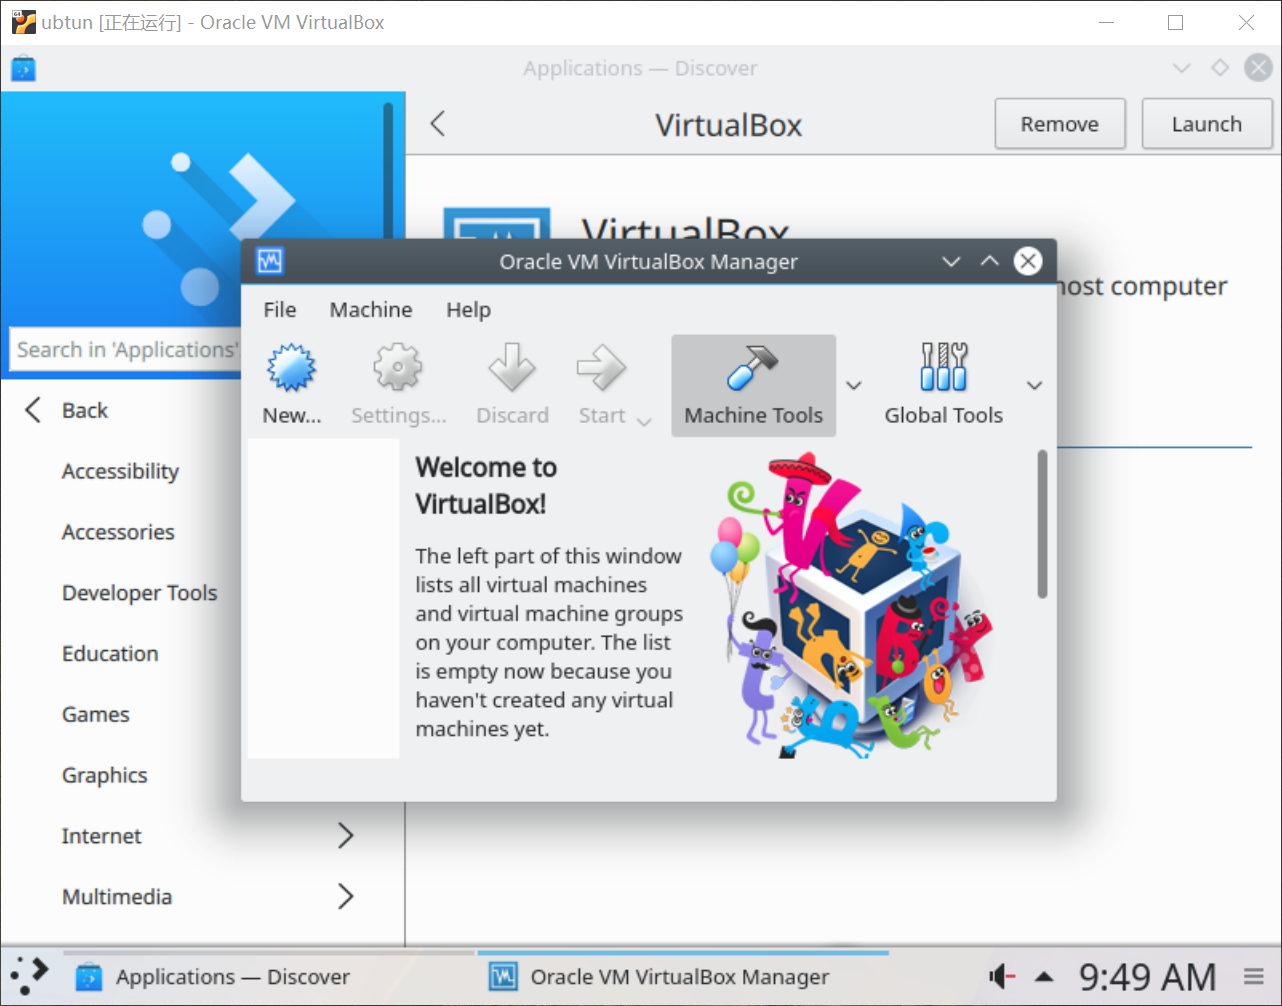 ubtun [正在运行] - Oracle VM VirtualBox
Applications — Discover
VirtualBox
Remove
Launch
VirtualBox
host computer
Search in 'Applications'
Back
Accessibility
Accessories
Developer Tools
Education
Games
Graphics
Internet
Multimedia
Oracle VM VirtualBox Manager
File Machine Help
New... Settings... Discard Start Machine Tools Global Tools
Welcome to
VirtualBox!
The left part of this window
lists all virtual machines
and virtual machine groups
on your computer. The list
is empty now because you
haven't created any virtual
machines yet.
Applications — Discover
Oracle VM VirtualBox Manager
9:49 AM